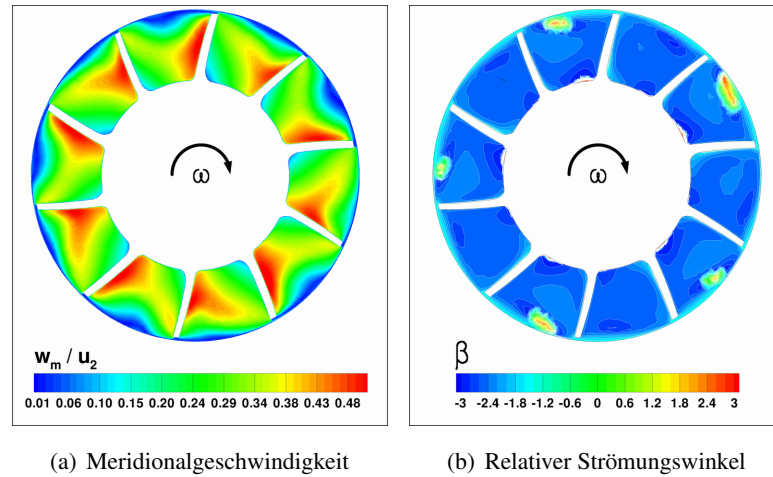 ω
w_m / u_2
0.01 0.06 0.10 0.15 0.20 0.24 0.29 0.34 0.38 0.43 0.48
(a) Meridionalgeschwindigkeit
ω
β
-3 -2.4 -1.8 -1.2 -0.6 0 0.6 1.2 1.8 2.4 3
(b) Relativer Strömungswinkel